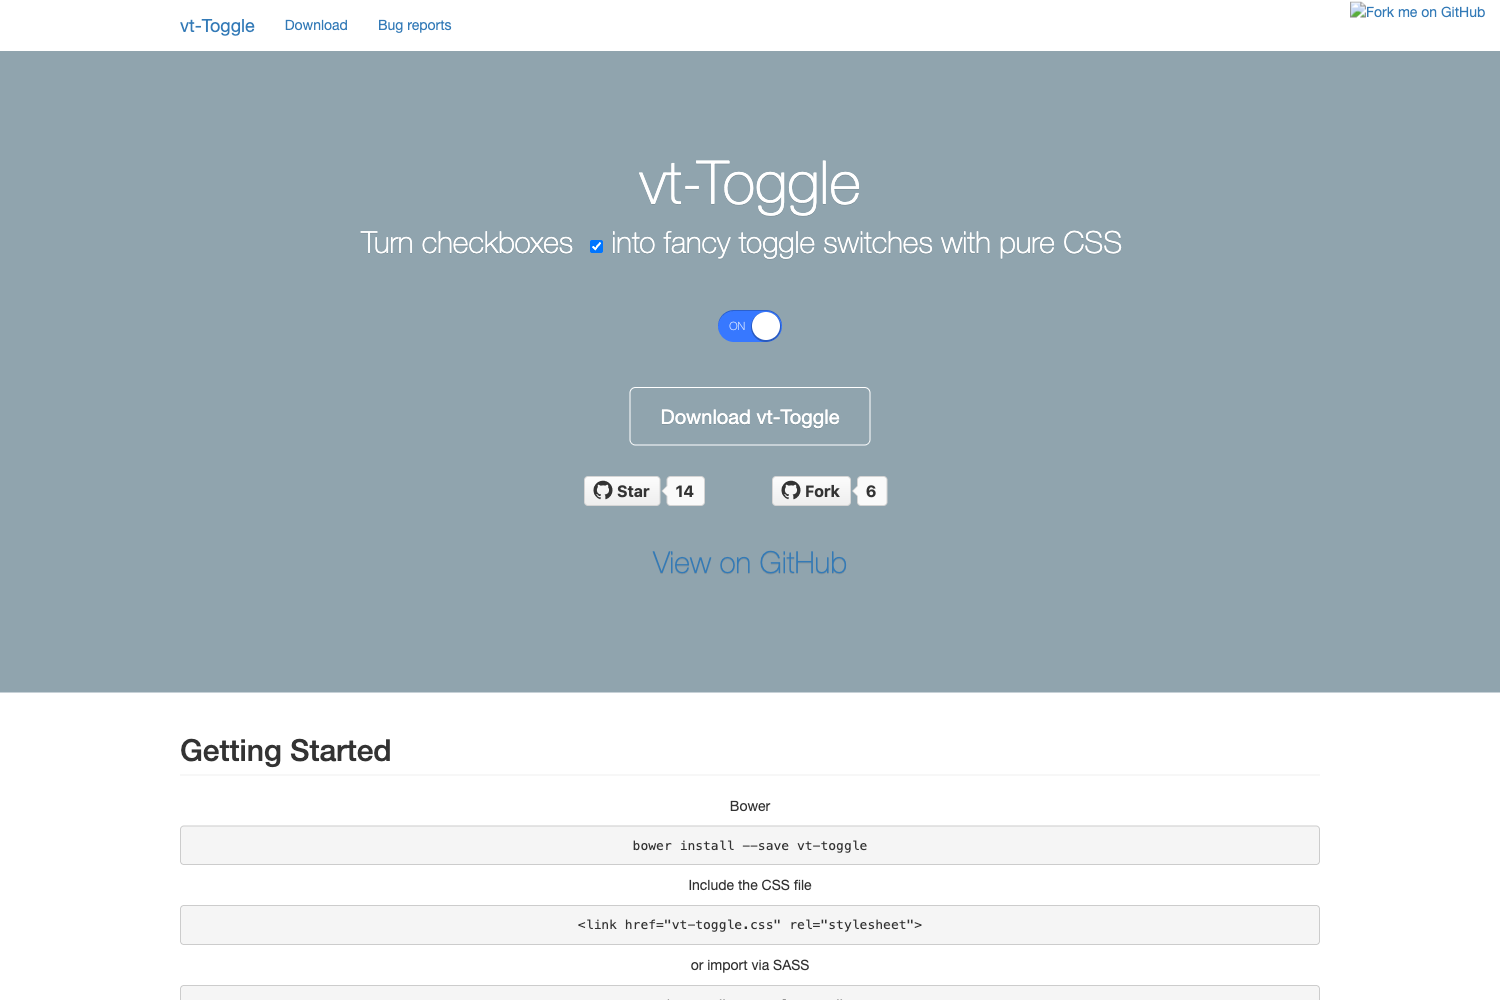 vt-Toggle
Download
Bug reports
Fork me on GitHub
vt-Toggle
Turn checkboxes into fancy toggle switches with pure CSS
ON
Download vt-Toggle
Star
14
Fork
6
View on GitHub
Getting Started
Bower
bower install --save vt-toggle
Include the CSS file
<link href="vt-toggle.css" rel="stylesheet">
or import via SASS